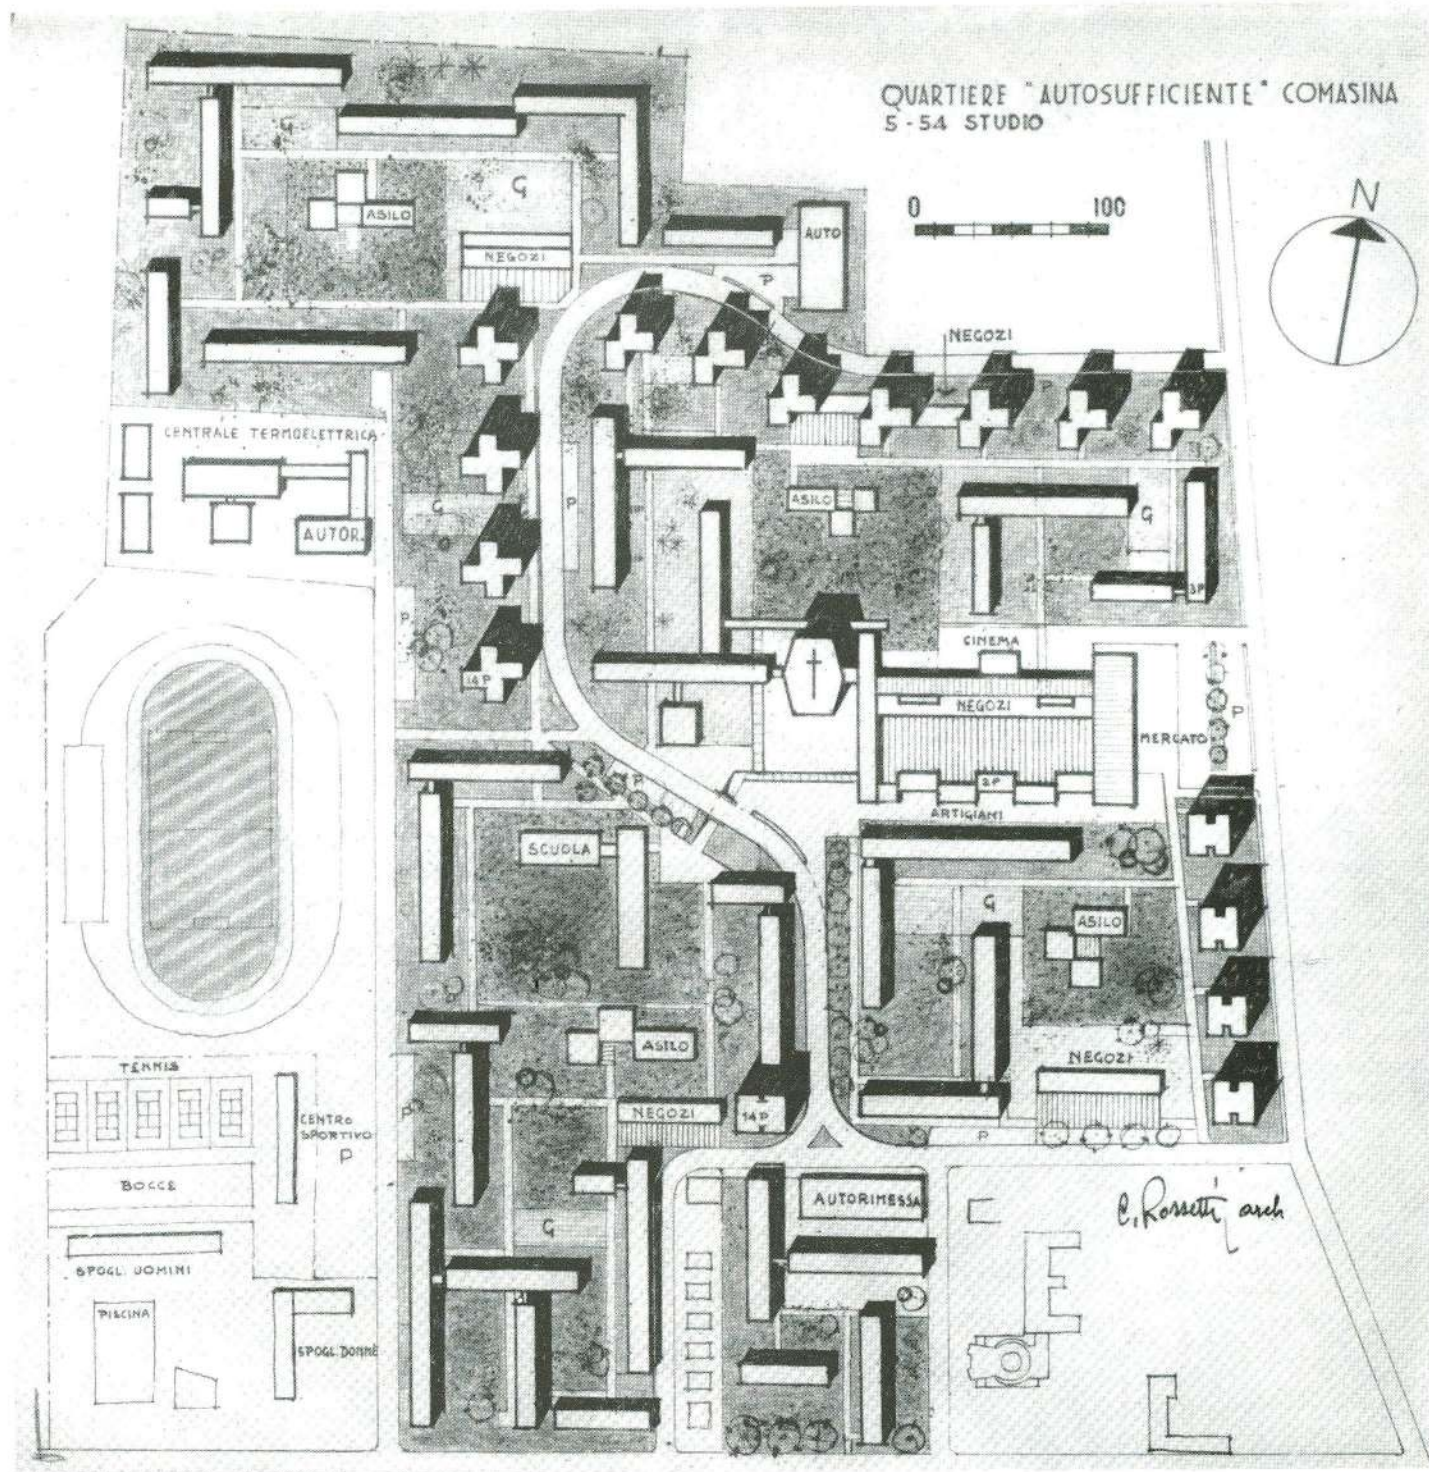 QUARTIERE "AUTOSUFFICIENTE" COMASINA
5-54 STUDIO
0 100
N
G
ASILO
G
NEGOZI
AUTO
P
NEGOZI
P
CENTRALE TERMOELETTRICA
AUTOR.
G
P
ASILO
G
3P
P
14P
CINEMA
NEGOZI
MERCATO
P
2P
ARTIGIANI
P
SCUOLA
G
ASILO
ASILO
NEGOZI
TENNIS
CENTRO
SPORTIVO
P
P
NEGOZI
14P
P
BOCCE
G
AUTORIMESSA
C. Rossetti arch
SPOGL. UOMINI
PISCINA
SPOGL. DONNE